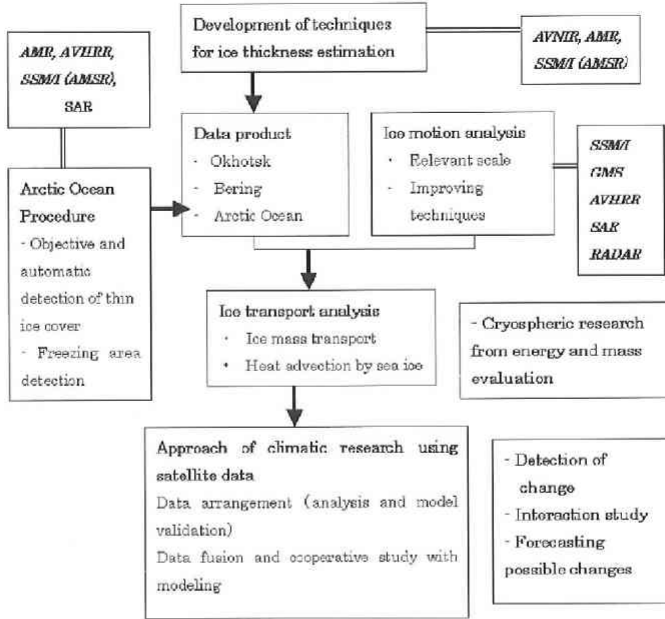 Development of techniques
for ice thickness estimation
AVNIR, AMR,
SSM/I (AMSR)
AMR, AVHRR,
SSM/I (AMSR),
SAR
Data product
· Okhotsk
· Bering
· Arctic Ocean
Ice motion analysis
· Relevant scale
· Improving
techniques
SSM/I
GMS
AVHRR
SAR
RADAR
Arctic Ocean
Procedure
- Objective and
automatic
detection of thin
ice cover
- Freezing area
detection
Ice transport analysis
· Ice mass transport
· Heat advection by sea ice
- Cryospheric research
from energy and mass
evaluation
Approach of climatic research using
satellite data
Data arrangement (analysis and model
validation)
Data fusion and cooperative study with
modeling
- Detection of
change
- Interaction study
- Forecasting
possible changes